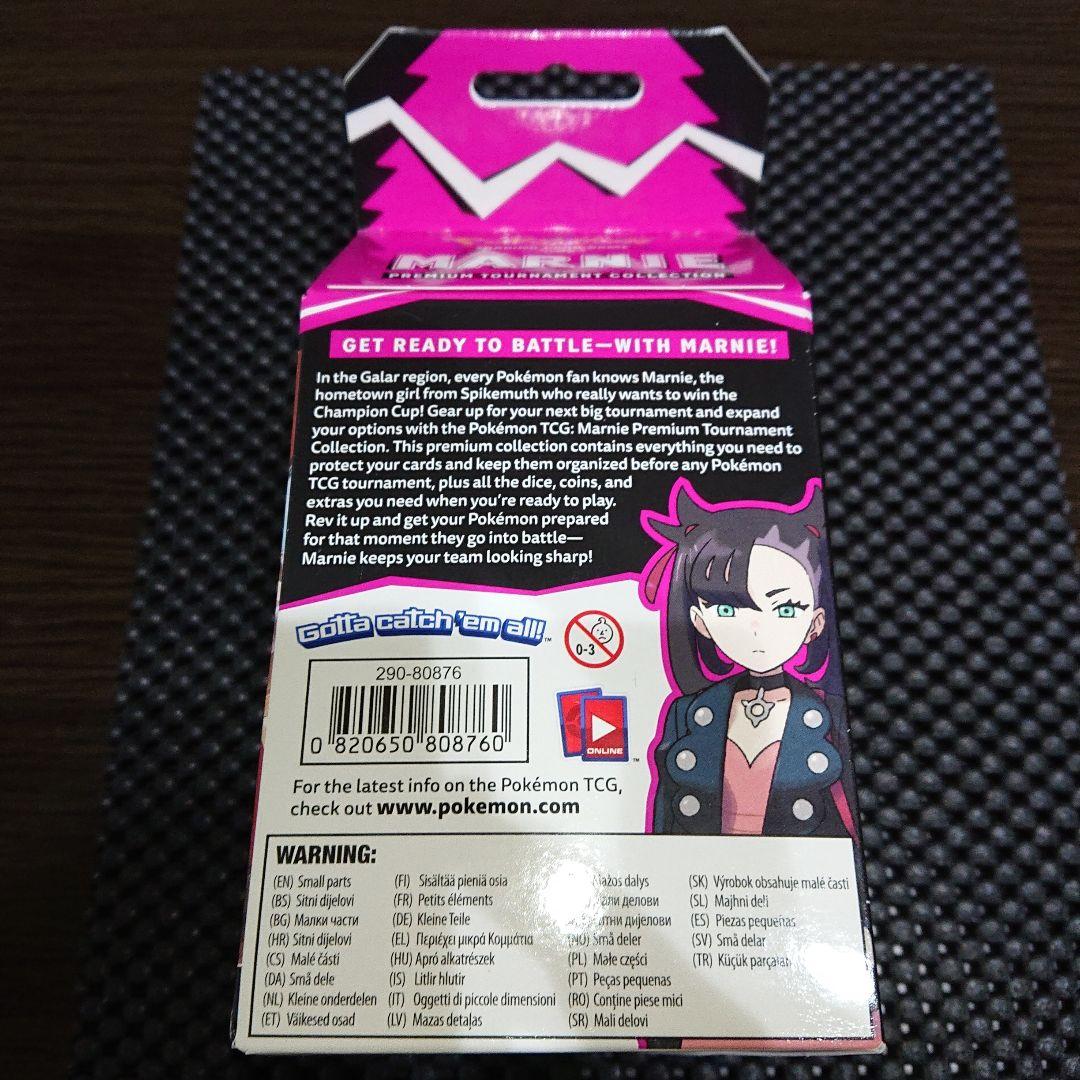 MARNIE
PREMIUM TOURNAMENT COLLECTION
GET READY TO BATTLE—WITH MARNIE!
In the Galar region, every Pokémon fan knows Marnie, the
hometown girl from Spikemuth who really wants to win the
Champion Cup! Gear up for your next big tournament and expand
your options with the Pokémon TCG: Marnie Premium Tournament
Collection. This premium collection contains everything you need to
protect your cards and keep them organized before any Pokémon
TCG tournament, plus all the dice, coins, and
extras you need when you're ready to play.
Rev it up and get your Pokémon prepared
for that moment they go into battle—
Marnie keeps your team looking sharp!
Gotta catch 'em all!™
0-3
290-80876
0 820650 808760
ONLINE
™
For the latest info on the Pokémon TCG,
check out www.pokemon.com
WARNING:
(EN) Small parts
(BS) Sitni dijelovi
(BG) Малки части
(HR) Sitni dijelovi
(CS) Malé části
(DA) Små dele
(NL) Kleine onderdelen
(ET) Väikesed osad
(FI) Sisältää pieniä osia
(FR) Petits éléments
(DE) Kleine Teile
(EL) Περιέχει μικρά Κομμάτια
(HU) Apró alkatrészek
(IS) Litlir hlutir
(IT) Oggetti di piccole dimensioni
(LV) Mazas detaļas
dalys
делови
дијелови
(NO) Små deler
(PL) Małe części
(PT) Peças pequenas
(RO) Conţine piese mici
(SR) Mali delovi
(SK) Výrobok obsahuje malé časti
(SL) Majhni deli
(ES) Piezas pequeñas
(SV) Små delar
(TR) Küçük parçaları